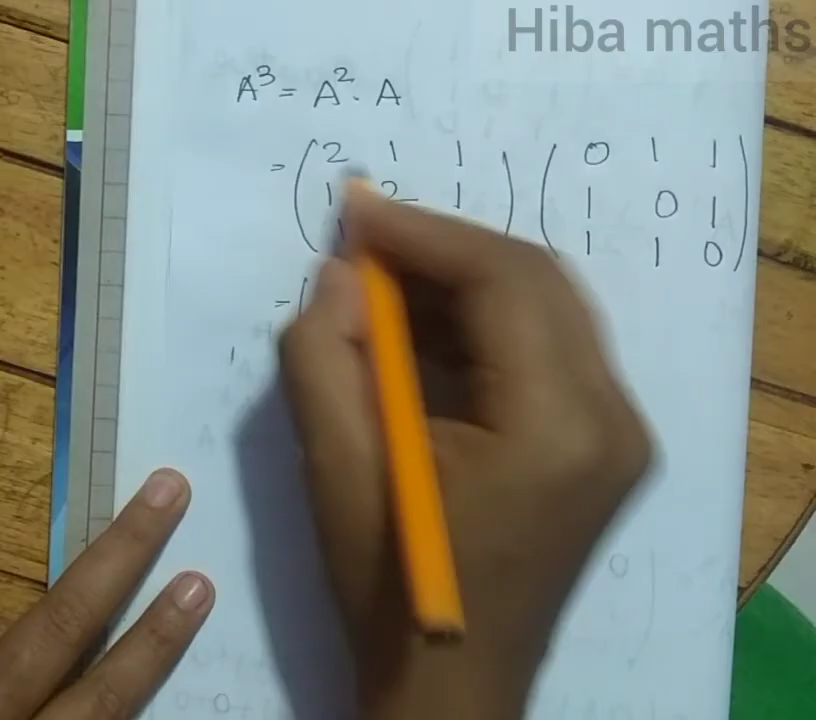 Hiba maths
A³ = A² . A
= ( 2 1 1 ) ( 0 1 1 )
1 2 1 1 0 1
1 1 1 0
= (